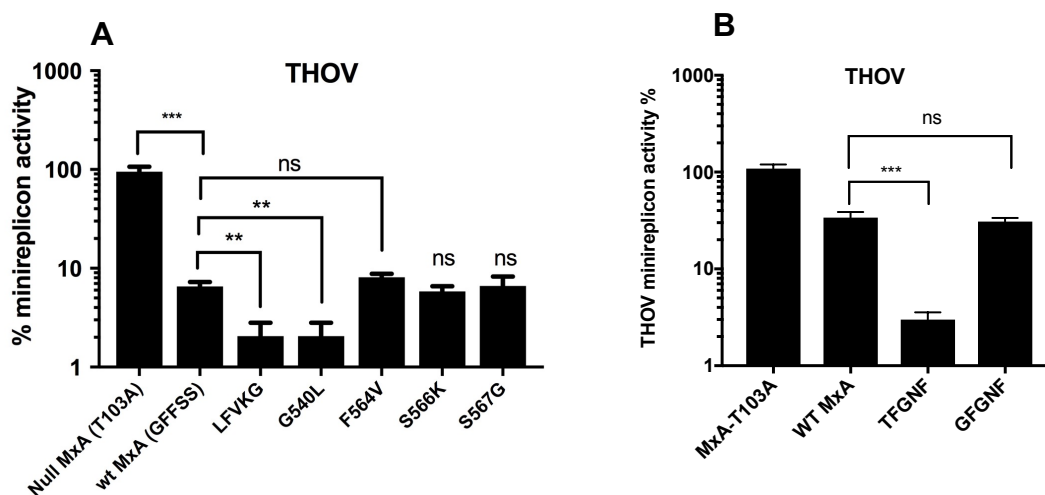 A
THOV
% minireplicon activity
1000
100
10
1
***
ns
**
**
ns
ns
Null MxA (T103A)
wt MxA (GFFSS)
LFVKG
G540L
F564V
S566K
S567G
B
THOV
THOV minireplicon activity %
1000
100
10
1
ns
***
MxA-T103A
WT MxA
TFGNF
GFGNF